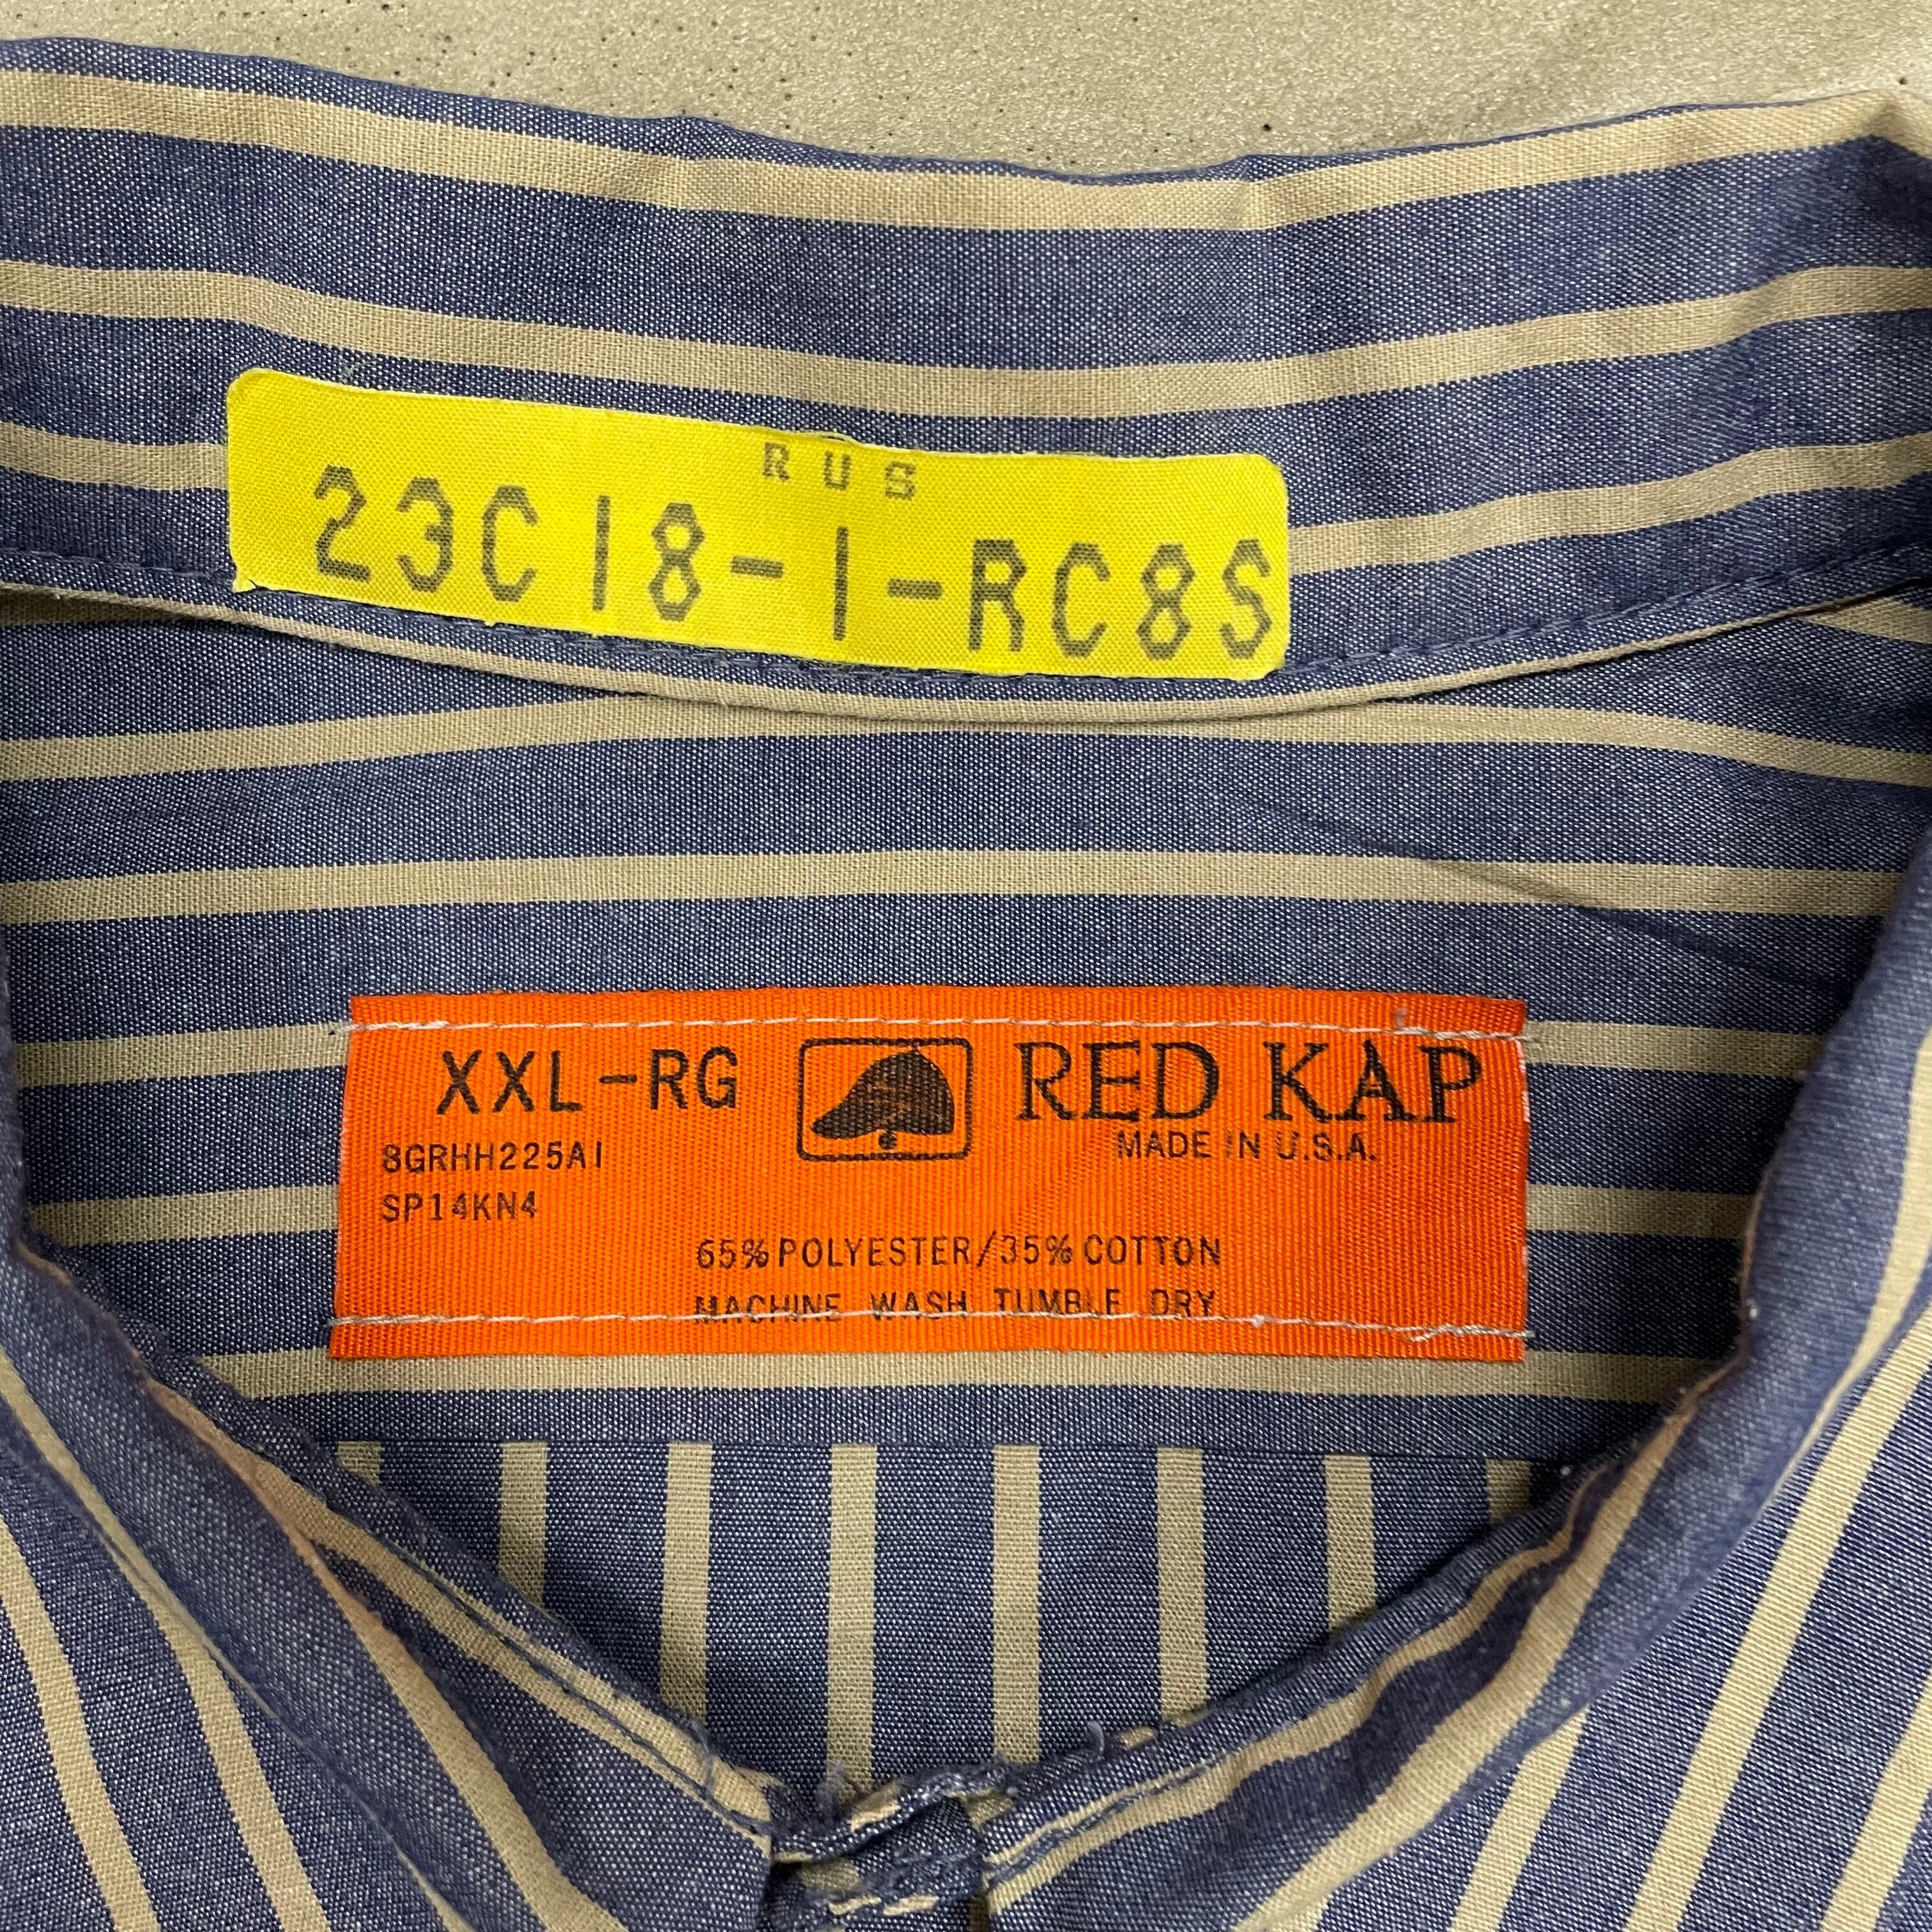 RUS
23C18-1-RC8S
XXL-RG
RED KAP
MADE IN U.S.A.
8GRHH225A1
SP14KN4
65% POLYESTER/35% COTTON
MACHINE WASH TUMBLE DRY